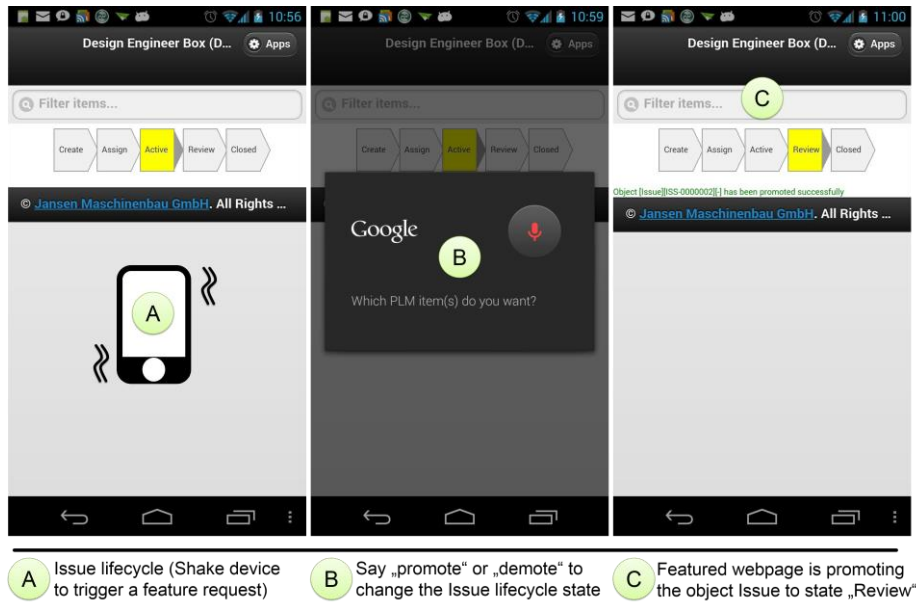 10:56
Design Engineer Box (D...
Apps
Filter items...
Create
Assign
Active
Review
Closed
© Jansen Maschinenbau GmbH. All Rights ...
A
10:59
Design Engineer Box (D...
Apps
Filter items...
Create
Assign
Active
Review
Closed
Google
B
Which PLM item(s) do you want?
11:00
Design Engineer Box (D...
Apps
Filter items...
C
Create
Assign
Active
Review
Closed
Object [Issue][ISS-0000002][-] has been promoted successfully
© Jansen Maschinenbau GmbH. All Rights ...
A
Issue lifecycle (Shake device
to trigger a feature request)
B
Say „promote“ or „demote“ to
change the Issue lifecycle state
C
Featured webpage is promoting
the object Issue to state „Review“